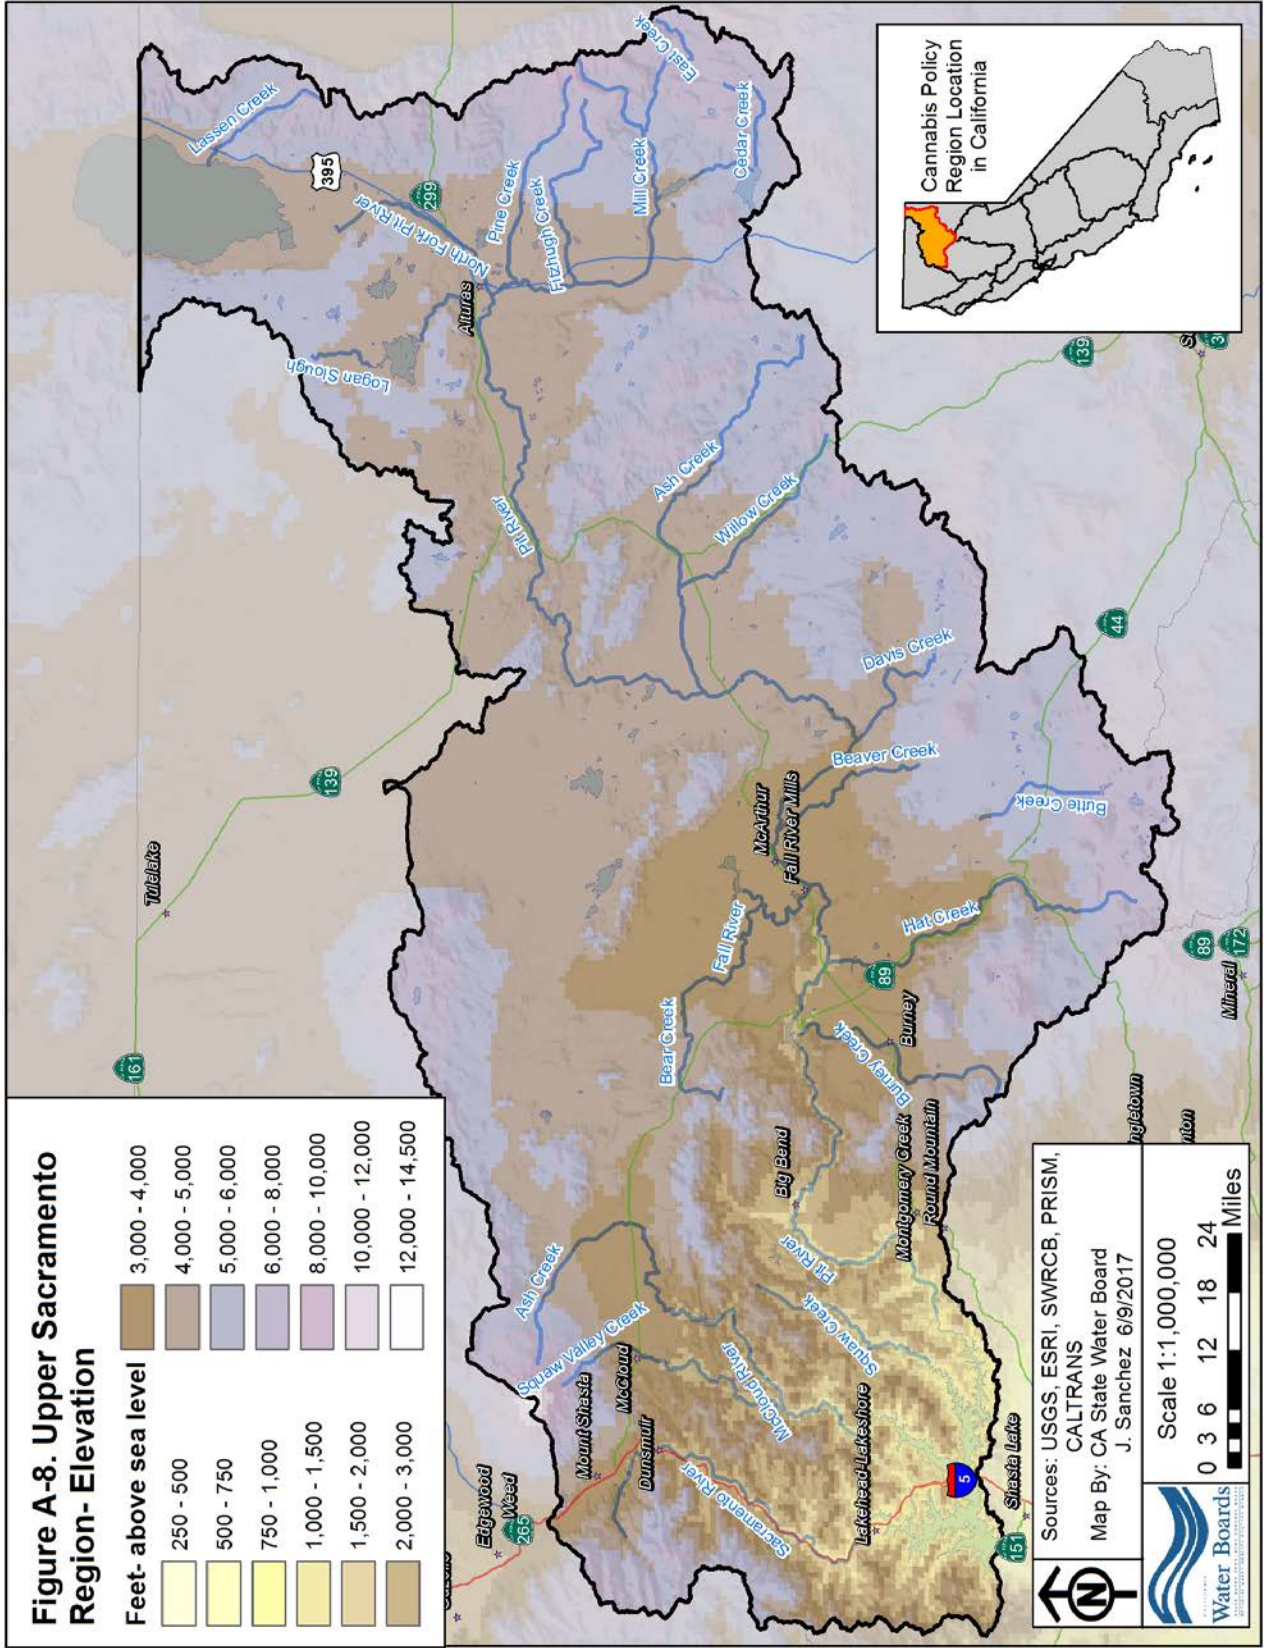 Figure A-8. Upper Sacramento
Region- Elevation
Feet- above sea level
250 - 500
500 - 750
750 - 1,000
1,000 - 1,500
1,500 - 2,000
2,000 - 3,000
3,000 - 4,000
4,000 - 5,000
5,000 - 6,000
6,000 - 8,000
8,000 - 10,000
10,000 - 12,000
12,000 - 14,500
161
Tulelake
139
Lassen Creek
395
299
North Fork Pit River
Logan Slough
Alturas
Pine Creek
Fitzhugh Creek
Mill Creek
East Creek
Cedar Creek
Pit River
Ash Creek
Willow Creek
Edgewood
Weed
265
Mount Shasta
McCloud
Dunsmuir
Squaw Valley Creek
Ash Creek
Bear Creek
Fall River
McArthur
Fall River Mills
Beaver Creek
Davis Creek
Butte Creek
Hat Creek
89
Burney
Burney Creek
Big Bend
Pit River
Squaw Creek
McCloud River
Sacramento River
Lakehead-Lakeshore
Montgomery Creek
Round Mountain
5
Shasta Lake
151
44
139
89
172
Mineral
ngletown
nton
Cannabis Policy
Region Location
in California
N
Sources: USGS, ESRI, SWRCB, PRISM,
CALTRANS
Map By: CA State Water Board
J. Sanchez 6/9/2017
Water Boards
Scale 1:1,000,000
0 3 6 12 18 24
Miles